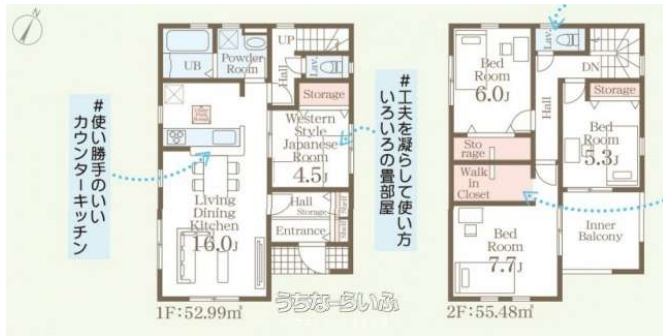 #使い勝手のいい
カウンターキッチン
UB
Powder
Room
UP
Hall
Lav.
Storage
Western
Style
Japanese
Room
4.5J
Living
Dining
Kitchen
16.0J
Hall
Storage
Entrance
Shelf
Shelf
1F:52.99㎡
#工夫を凝らして使い方
いろいろの畳部屋
うちなーらいふ
Bed
Room
6.0J
Lav.
DN
Hall
Storage
Bed
Room
5.3J
Sto
rage
Walk
in
Closet
Bed
Room
7.7J
Inner
Balcony
2F:55.48㎡